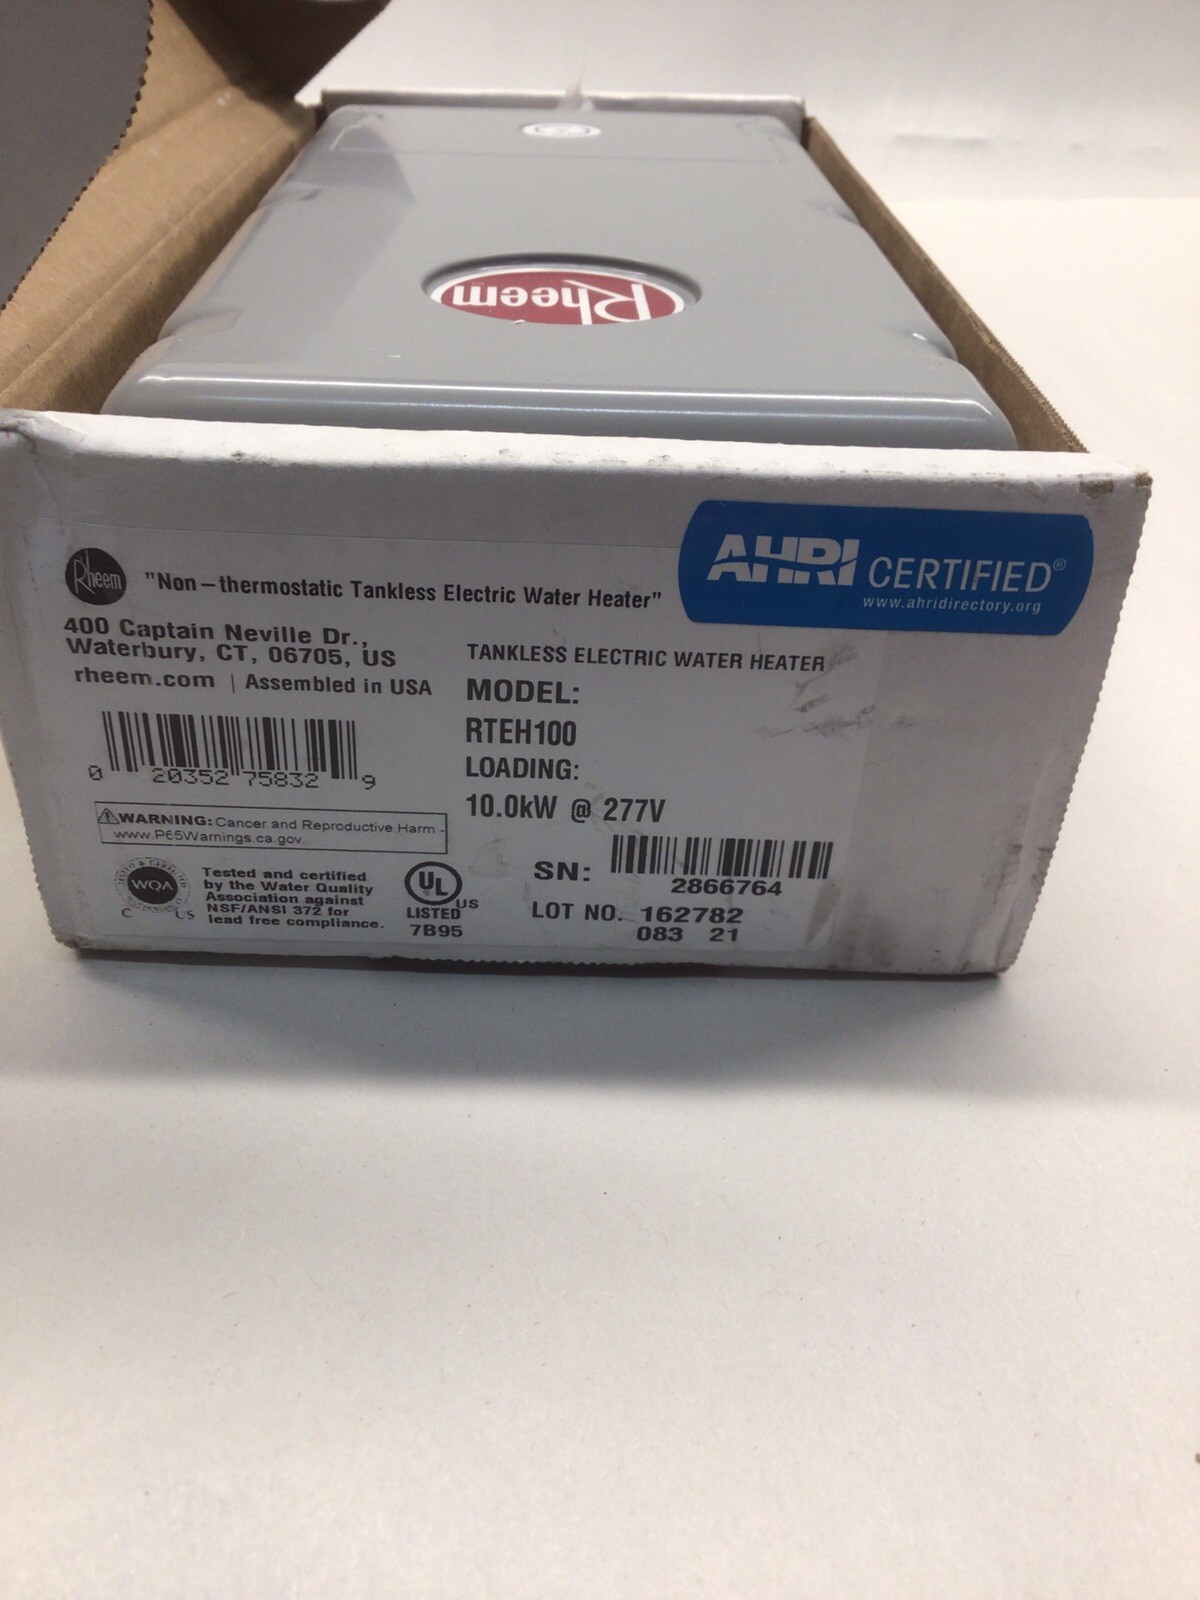 Rheem
Rheem
"Non-thermostatic Tankless Electric Water Heater"
400 Captain Neville Dr.,
Waterbury, CT, 06705, US
rheem.com | Assembled in USA
0 20352 75832 9
WARNING: Cancer and Reproductive Harm -
www.P65Warnings.ca.gov.
WQA
C US
Tested and certified
by the Water Quality
Association against
NSF/ANSI 372 for
lead free compliance.
UL US
LISTED
7B95
AHRI CERTIFIED®
www.ahridirectory.org
TANKLESS ELECTRIC WATER HEATER
MODEL:
RTEH100
LOADING:
10.0kW @ 277V
SN:
2866764
LOT NO. 162782
083 21